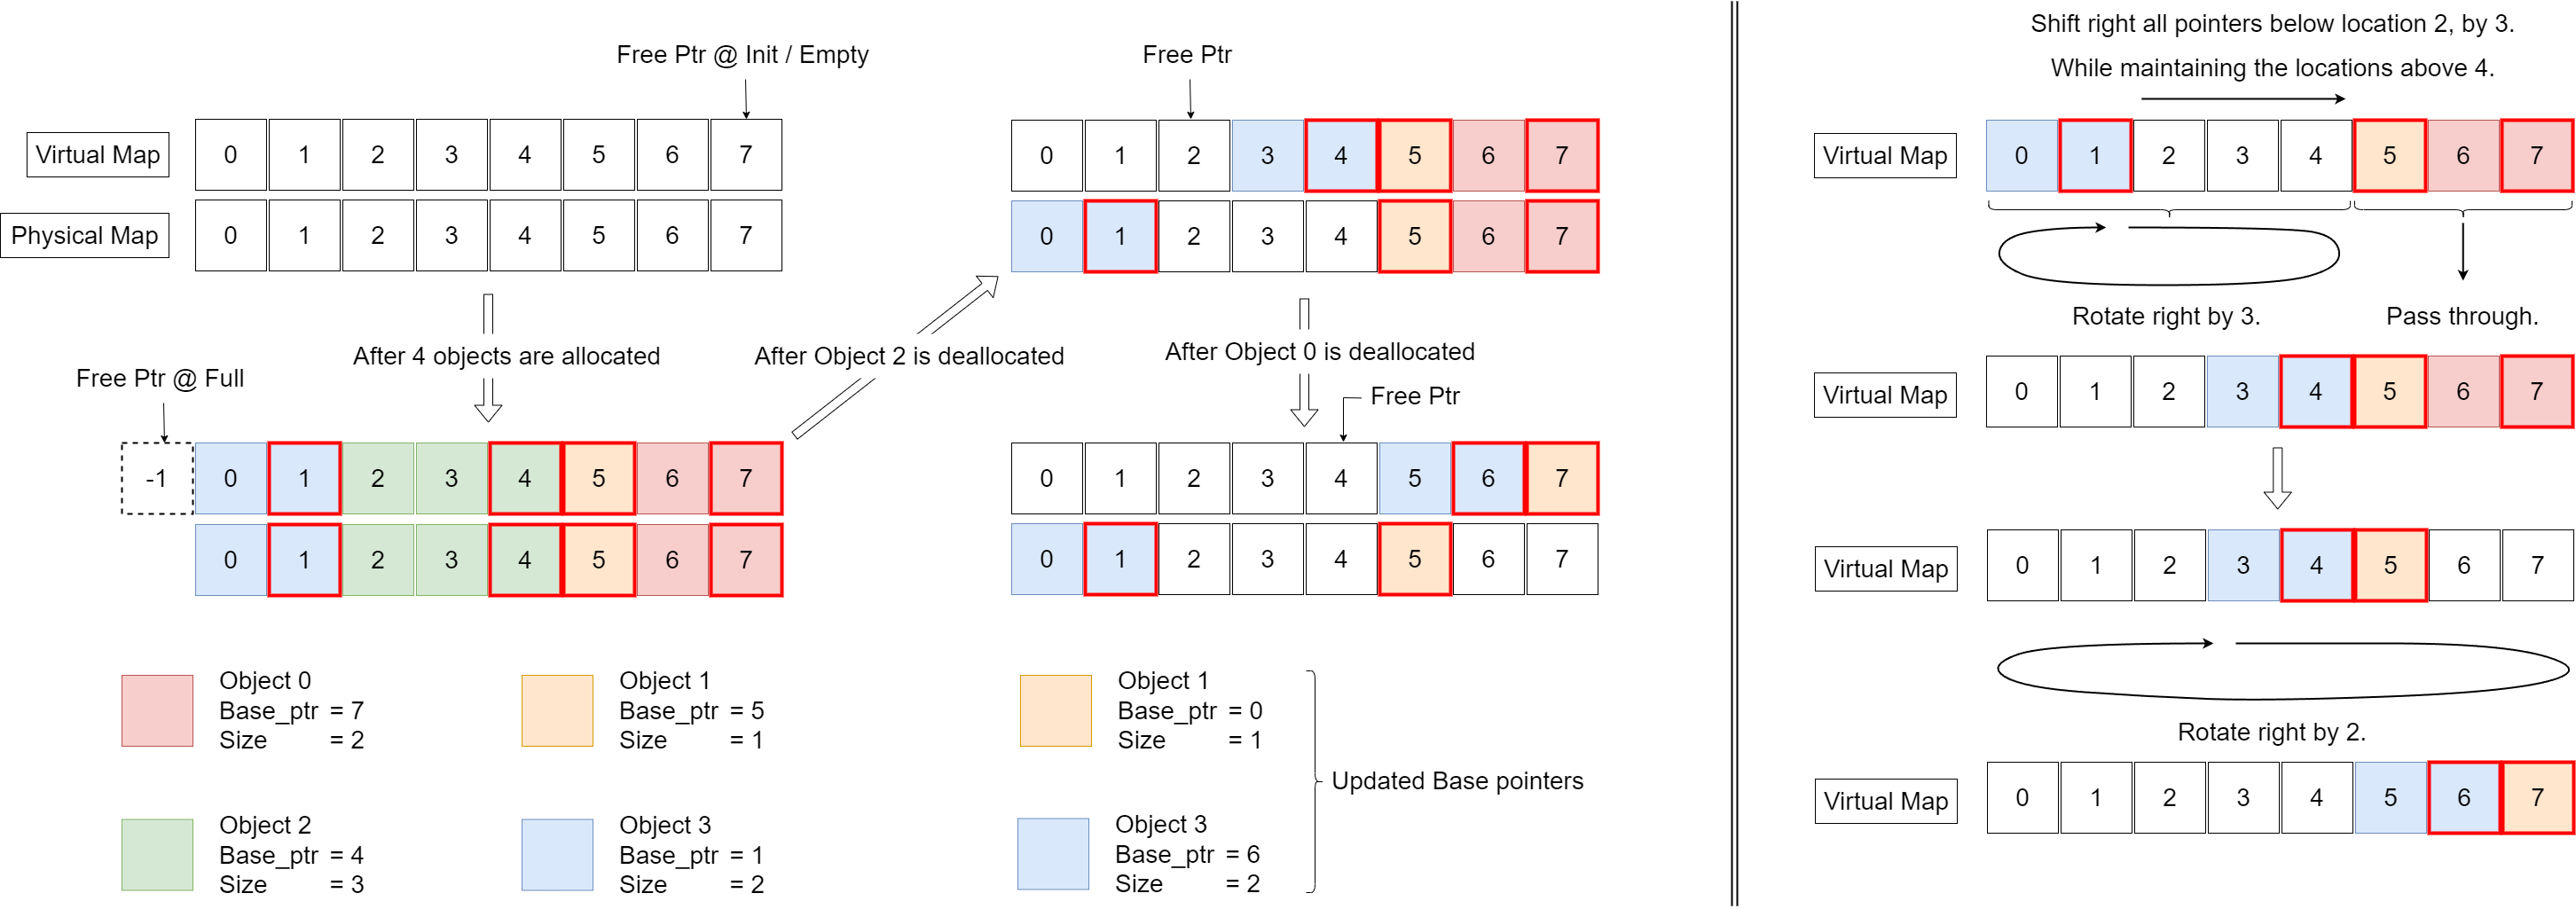 Free Ptr @ Init / Empty
Virtual Map
0 1 2 3 4 5 6 7
Physical Map
0 1 2 3 4 5 6 7
After 4 objects are allocated
Free Ptr @ Full
-1 0 1 2 3 4 5 6 7
0 1 2 3 4 5 6 7
After Object 2 is deallocated
Free Ptr
0 1 2 3 4 5 6 7
0 1 2 3 4 5 6 7
After Object 0 is deallocated
Free Ptr
0 1 2 3 4 5 6 7
0 1 2 3 4 5 6 7
Object 0
Base_ptr = 7
Size = 2
Object 1
Base_ptr = 5
Size = 1
Object 2
Base_ptr = 4
Size = 3
Object 3
Base_ptr = 1
Size = 2
Object 1
Base_ptr = 0
Size = 1
Object 3
Base_ptr = 6
Size = 2
Updated Base pointers
Shift right all pointers below location 2, by 3.
While maintaining the locations above 4.
Virtual Map
0 1 2 3 4 5 6 7
Rotate right by 3.
Pass through.
Virtual Map
0 1 2 3 4 5 6 7
Virtual Map
0 1 2 3 4 5 6 7
Rotate right by 2.
Virtual Map
0 1 2 3 4 5 6 7